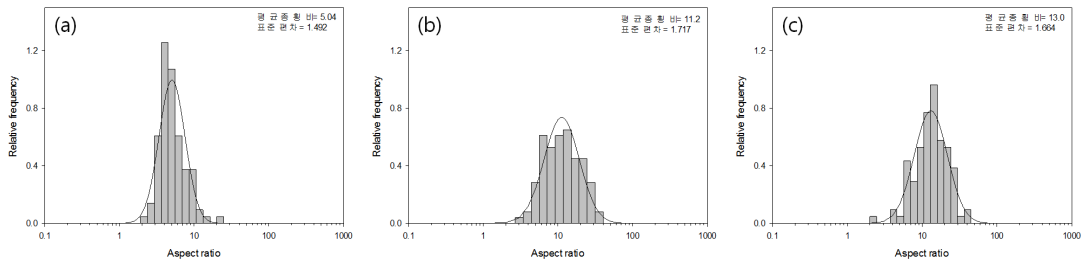 (a)
평 균 종 횡 비= 5.04
표 준 편 차 = 1.492
Relative frequency
1.2
0.8
0.4
0.0
0.1 1 10 100 1000
Aspect ratio
(b)
평 균 종 횡 비= 11.2
표 준 편 차 = 1.717
Relative frequency
1.2
0.8
0.4
0.0
0.1 1 10 100 1000
Aspect ratio
(c)
평 균 종 횡 비= 13.0
표 준 편 차 = 1.664
Relative frequency
1.2
0.8
0.4
0.0
0.1 1 10 100 1000
Aspect ratio